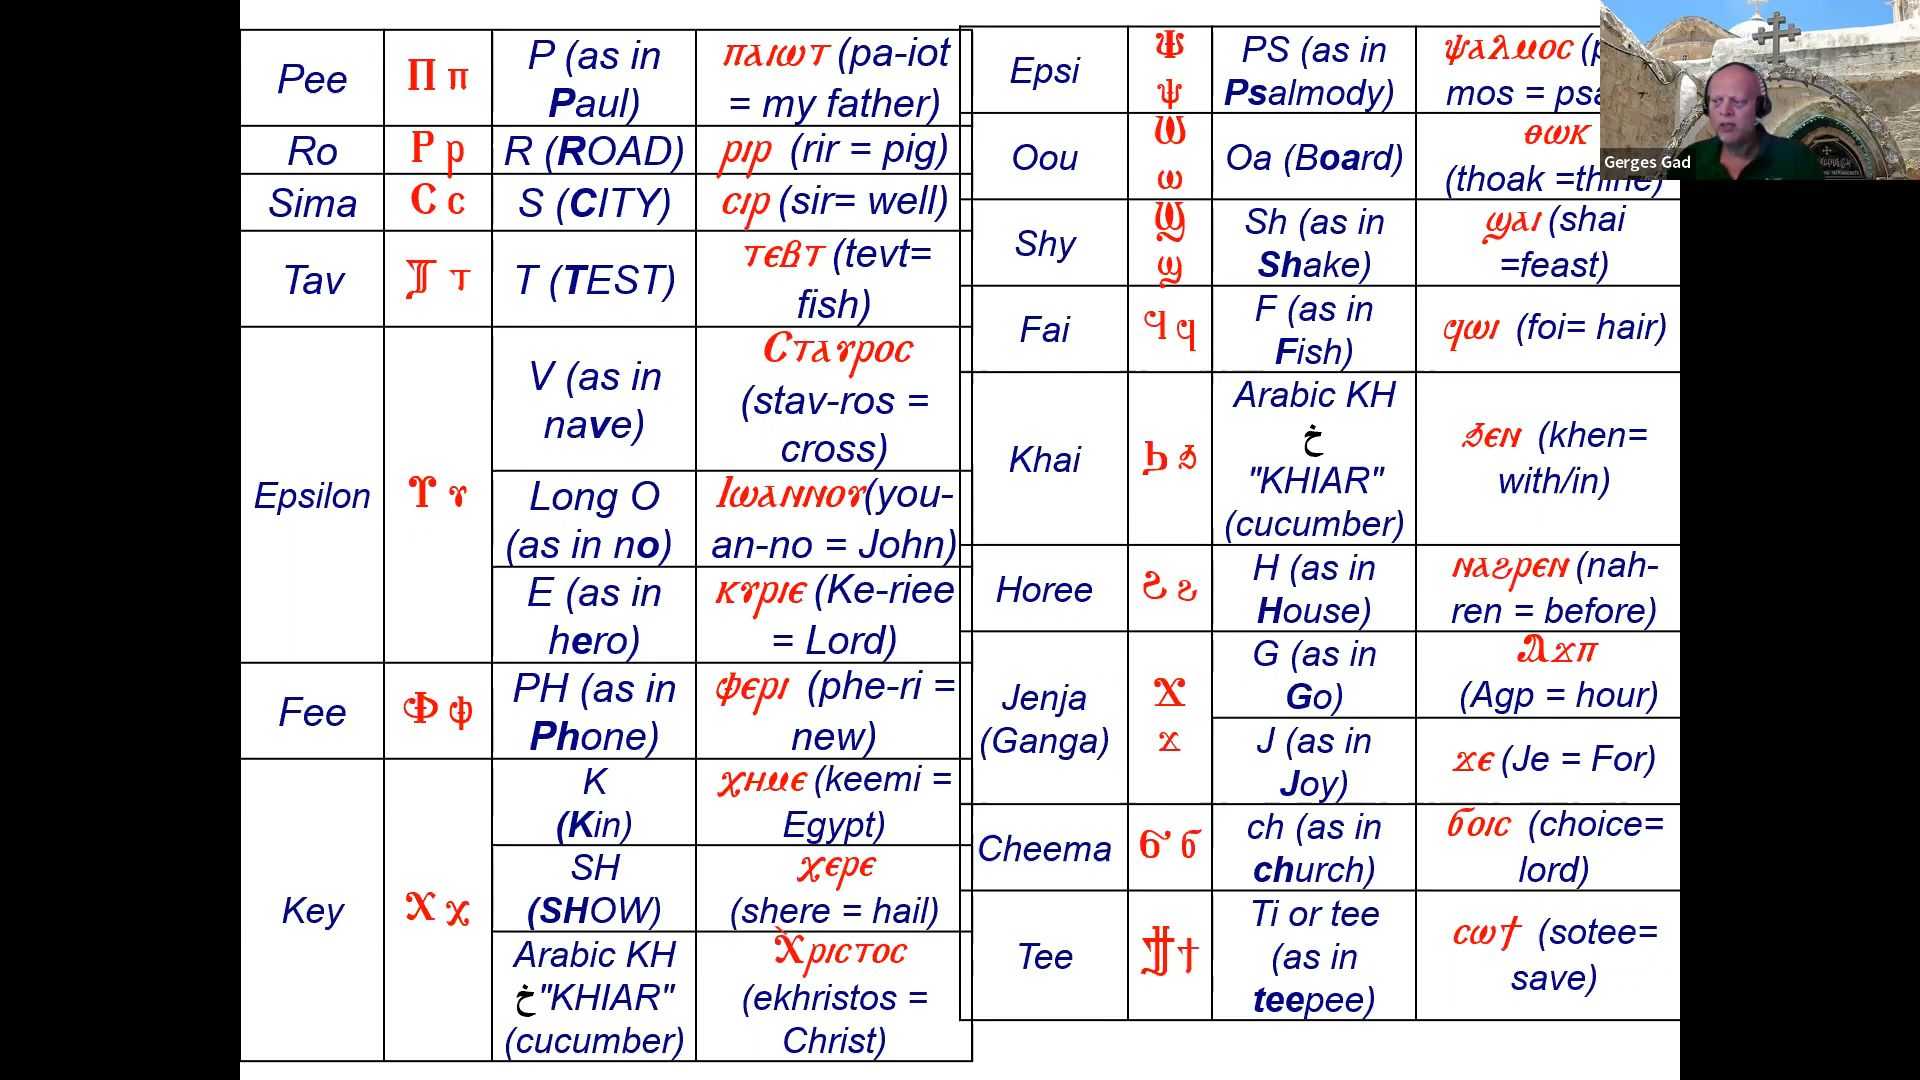 Pee
Ⲡ ⲡ
P (as in
Paul)
ⲡⲁⲓⲱⲧ (pa-iot
= my father)
Ro
Ⲣ ⲣ
R (ROAD)
ⲣⲓⲣ (rir = pig)
Sima
Ⲥ ⲥ
S (CITY)
ⲥⲓⲣ (sir= well)
Tav
Ⲧ ⲧ
T (TEST)
ⲧⲉⲃⲧ (tevt=
fish)
Epsilon
Ⲩ ⲩ
V (as in
nave)
Ⲥⲧⲁⲩⲣⲟⲥ
(stav-ros =
cross)
Long O
(as in no)
Ⲓⲱⲁⲛⲛⲟⲩ(you-
an-no = John)
E (as in
hero)
ⲕⲩⲣⲓⲉ (Ke-riee
= Lord)
Fee
Ⲫ ⲫ
PH (as in
Phone)
ⲫⲉⲣⲓ (phe-ri =
new)
Key
Ⲭ ⲭ
K
(Kin)
ⲭⲏⲙⲉ (keemi =
Egypt)
SH
(SHOW)
ⲭⲉⲣⲉ
(shere = hail)
Arabic KH
خ"KHIAR"
(cucumber)
Ⲭ̀ⲣⲓⲥⲧⲟⲥ
(ekhristos =
Christ)
Epsi
Ⲯ
ⲯ
PS (as in
Psalmody)
ⲯⲁⲗⲙⲟⲥ
mos =
Oou
Ⲱ
ⲱ
Oa (Board)
ⲑⲱⲕ
(thoak =thine)
Shy
Ϣ
ϣ
Sh (as in
Shake)
ϣⲁⲓ (shai
=feast)
Fai
Ϥ ϥ
F (as in
Fish)
ϥⲱⲓ (foi= hair)
Khai
Ϧ ϧ
Arabic KH
خ
"KHIAR"
(cucumber)
ϧⲉⲛ (khen=
with/in)
Horee
Ϩ ϩ
H (as in
House)
ⲛⲁϩⲣⲉⲛ (nah-
ren = before)
Jenja
(Ganga)
Ϫ
ϫ
G (as in
Go)
Ⲁϫⲡ
(Agp = hour)
J (as in
Joy)
ϫⲉ (Je = For)
Cheema
Ϭ ϭ
ch (as in
church)
ϭⲟⲓⲥ (choice=
lord)
Tee
Ϯ ϯ
Ti or tee
(as in
teepee)
ⲥⲱϯ (sotee=
save)
Gerges Gad